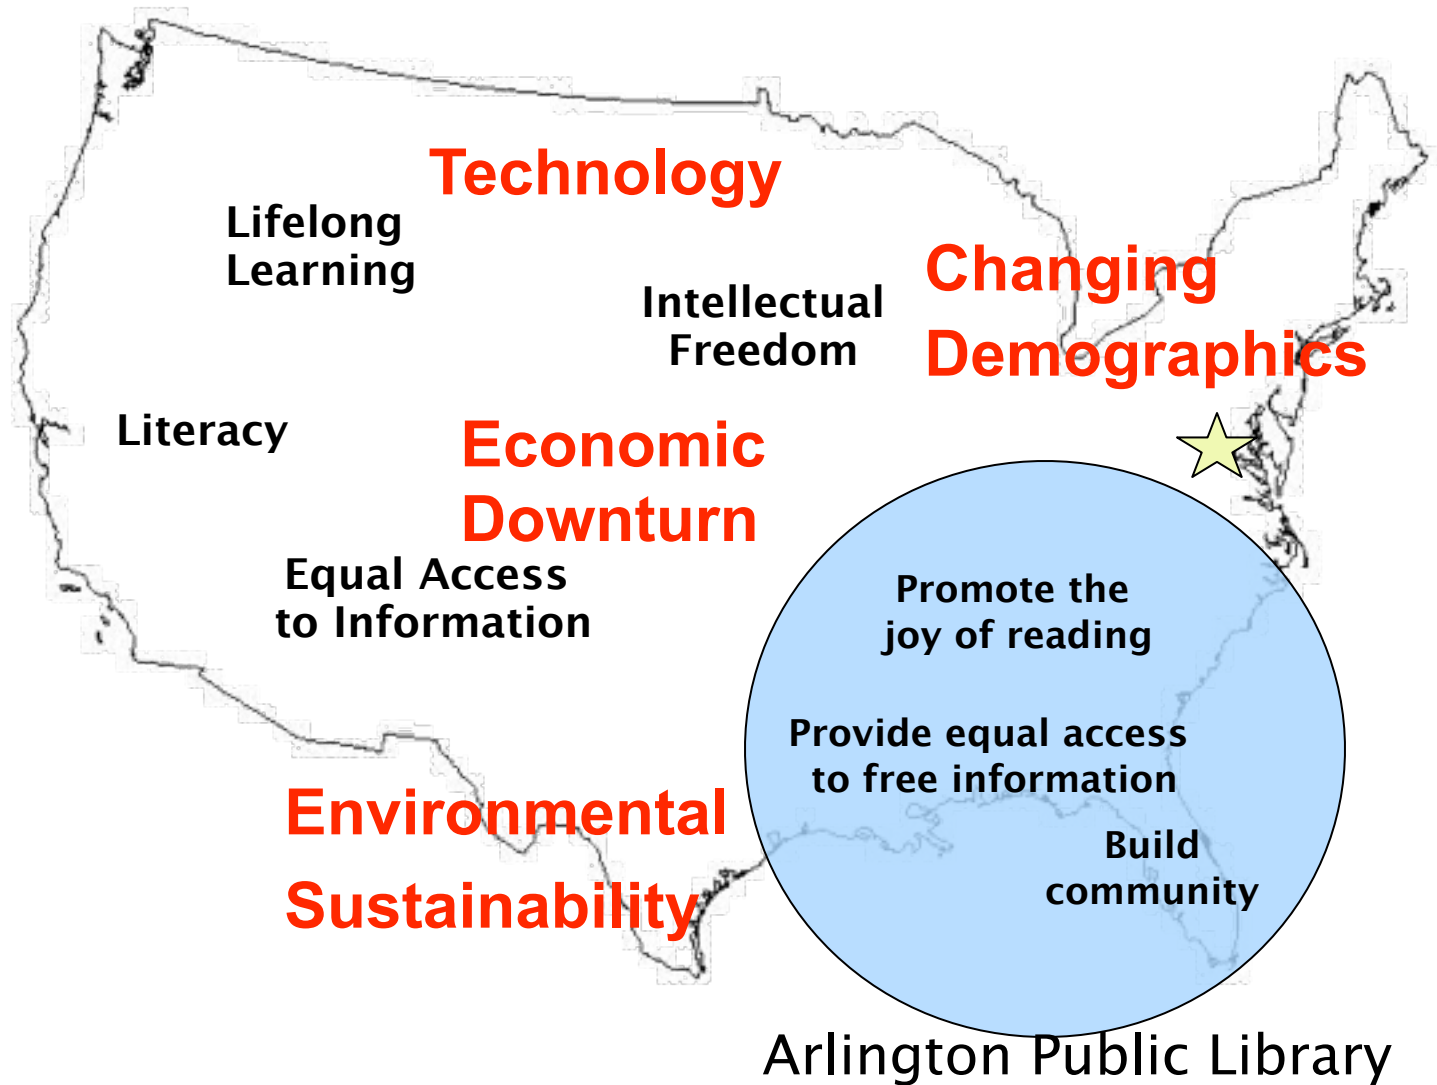 Technology
Lifelong
Learning
Intellectual
Freedom
Changing
Demographics
Literacy
Economic
Downturn
Equal Access
to Information
Promote the
joy of reading
Provide equal access
to free information
Build
community
Environmental
Sustainability
Arlington Public Library